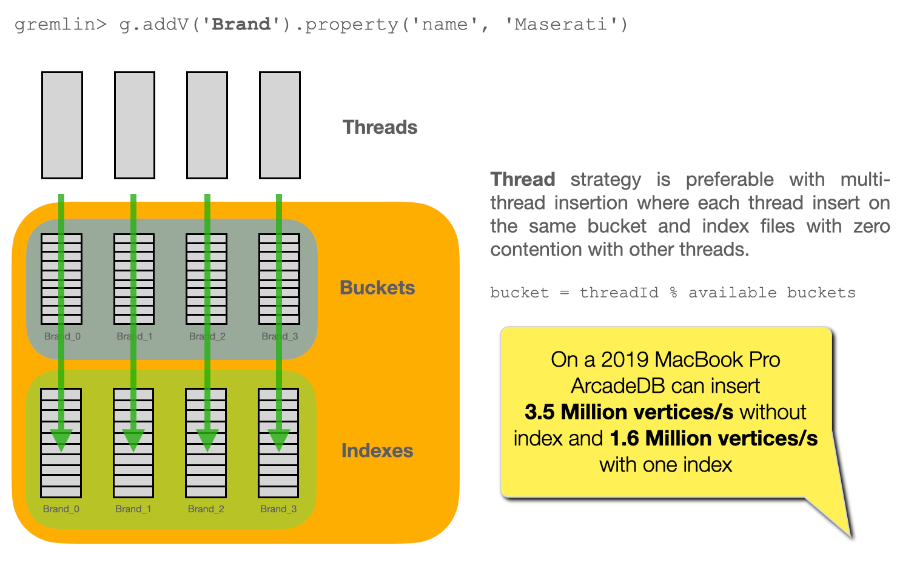 gremlin> g.addV('Brand').property('name', 'Maserati')
Threads
Thread strategy is preferable with multi-
thread insertion where each thread insert on
the same bucket and index files with zero
contention with other threads.
bucket = threadId % available buckets
Buckets
Brand_0 Brand_1 Brand_2 Brand_3
On a 2019 MacBook Pro
ArcadeDB can insert
3.5 Million vertices/s without
index and 1.6 Million vertices/s
with one index
Indexes
Brand_0 Brand_1 Brand_2 Brand_3